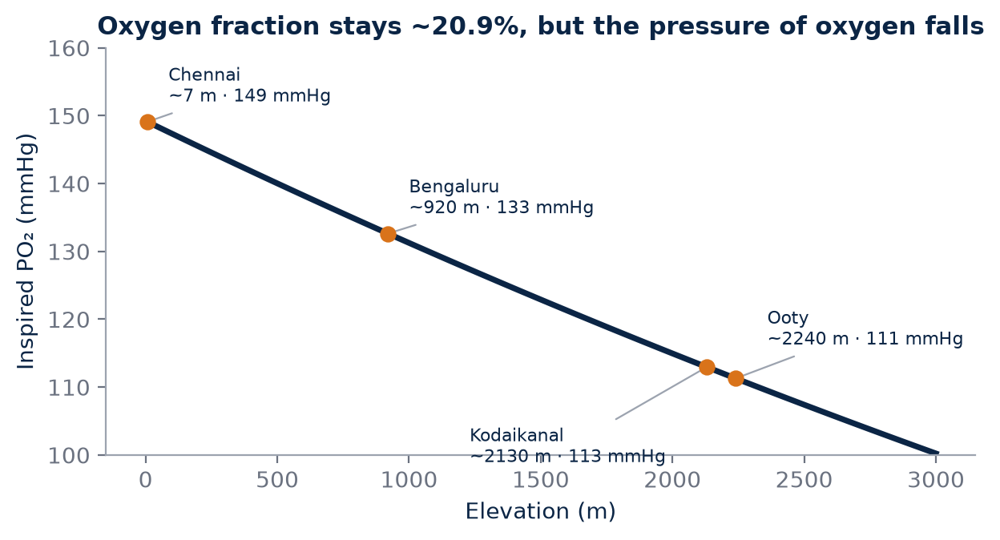 Oxygen fraction stays ~20.9%, but the pressure of oxygen falls
160
150
140
130
120
110
100
Inspired PO₂ (mmHg)
Chennai
~7 m · 149 mmHg
Bengaluru
~920 m · 133 mmHg
Ooty
~2240 m · 111 mmHg
Kodaikanal
~2130 m · 113 mmHg
0 500 1000 1500 2000 2500 3000
Elevation (m)